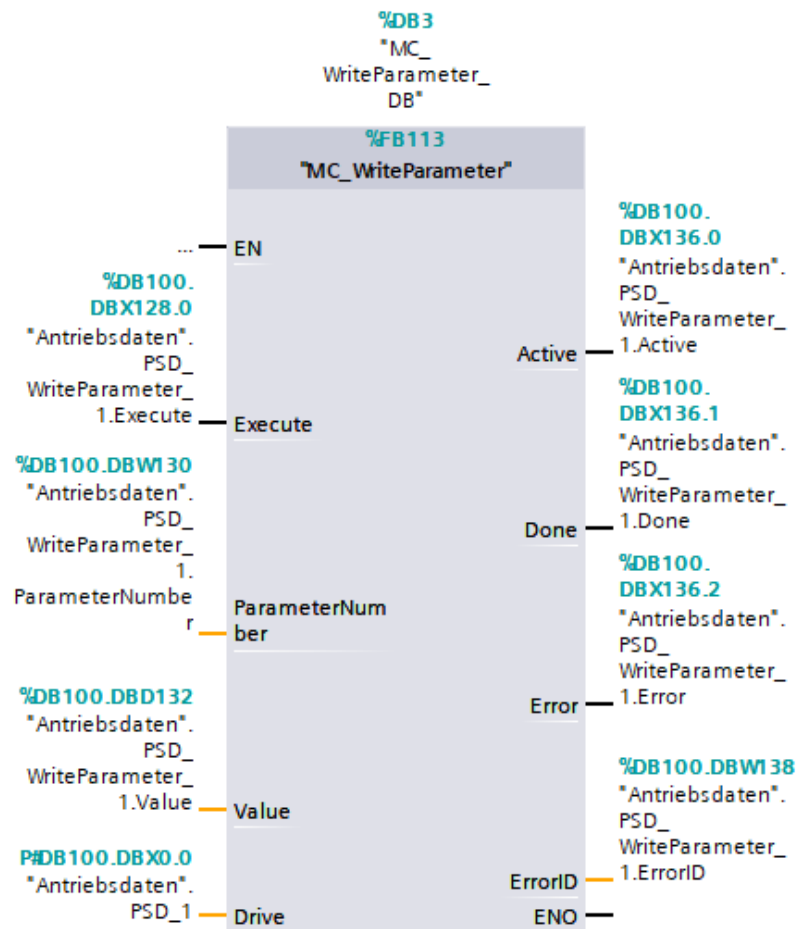 %DB3
"MC_
WriteParameter_
DB"
%FB113
"MC_WriteParameter"
... EN
%DB100.
DBX128.0
"Antriebsdaten".
PSD_
WriteParameter_
1.Execute
Execute
%DB100.DBW130
"Antriebsdaten".
PSD_
WriteParameter_
1.
ParameterNumbe
r
ParameterNum
ber
%DB100.DBD132
"Antriebsdaten".
PSD_
WriteParameter_
1.Value
Value
P#DB100.DBX0.0
"Antriebsdaten".
PSD_1
Drive
%DB100.
DBX136.0
"Antriebsdaten".
PSD_
WriteParameter_
1.Active
Active
%DB100.
DBX136.1
"Antriebsdaten".
PSD_
WriteParameter_
1.Done
Done
%DB100.
DBX136.2
"Antriebsdaten".
PSD_
WriteParameter_
1.Error
Error
%DB100.DBW138
"Antriebsdaten".
PSD_
WriteParameter_
1.ErrorID
ErrorID
ENO